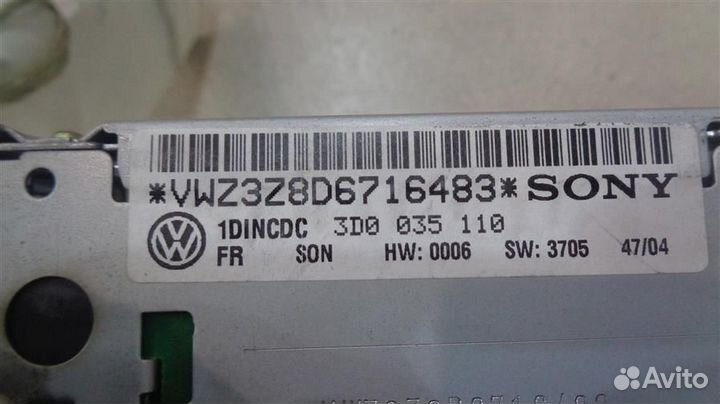 *VWZ3Z8D6716483* SONY
1DINCDC 3D0 035 110
FR SON HW: 0006 SW: 3705 47/04
Avito